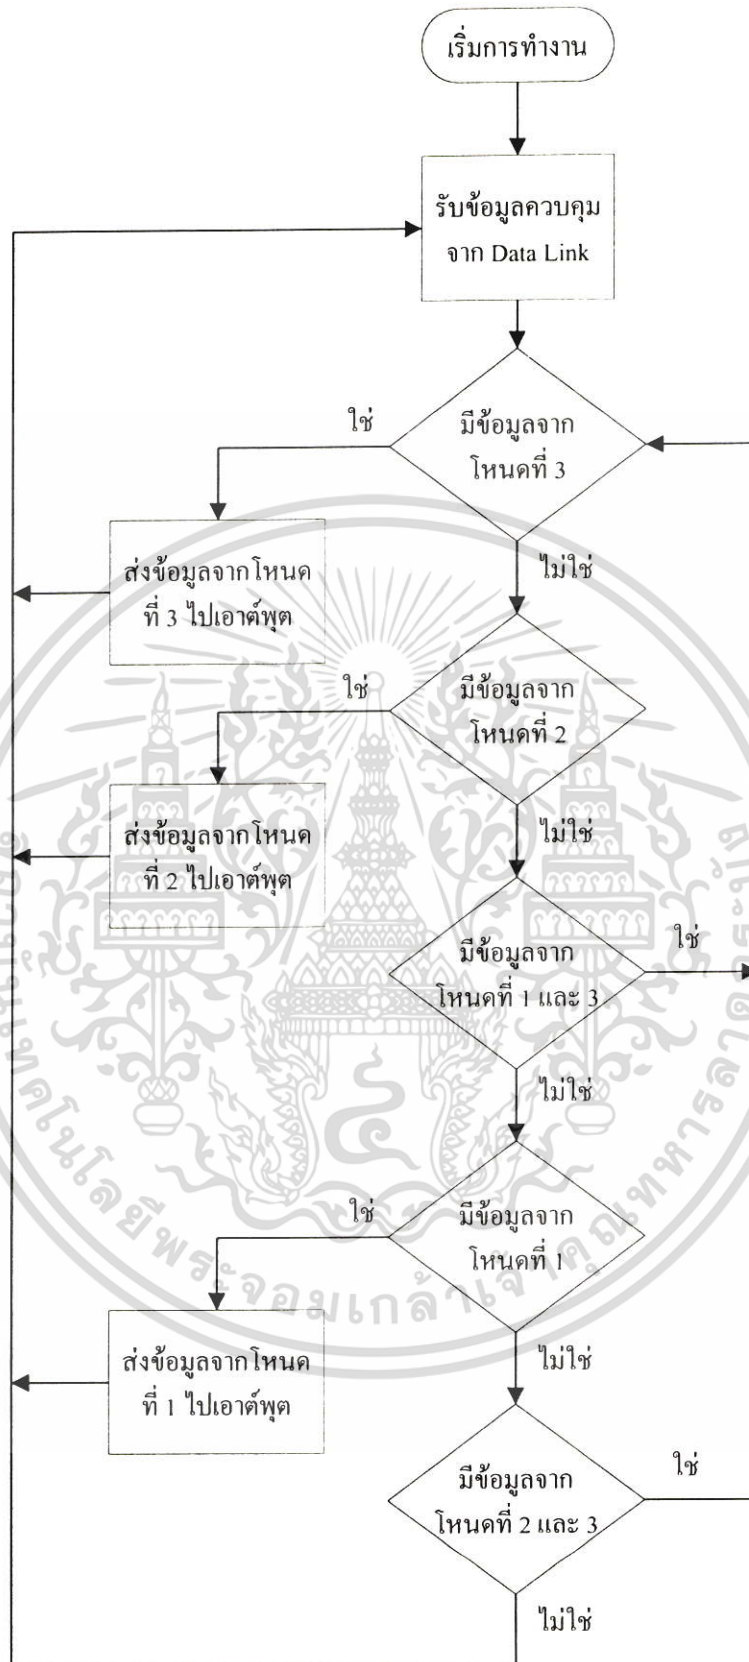 เริ่มการทำงาน
รับข้อมูลควบคุม
จาก Data Link
ใช่
มีข้อมูลจาก
โหนดที่ 3
ไม่ใช่
ส่งข้อมูลจากโหนด
ที่ 3 ไปเอาต์พุต
ใช่
มีข้อมูลจาก
โหนดที่ 2
ไม่ใช่
ส่งข้อมูลจากโหนด
ที่ 2 ไปเอาต์พุต
มีข้อมูลจาก
โหนดที่ 1 และ 3
ใช่
ไม่ใช่
ใช่
มีข้อมูลจาก
โหนดที่ 1
ไม่ใช่
ส่งข้อมูลจากโหนด
ที่ 1 ไปเอาต์พุต
มีข้อมูลจาก
โหนดที่ 2 และ 3
ใช่
ไม่ใช่